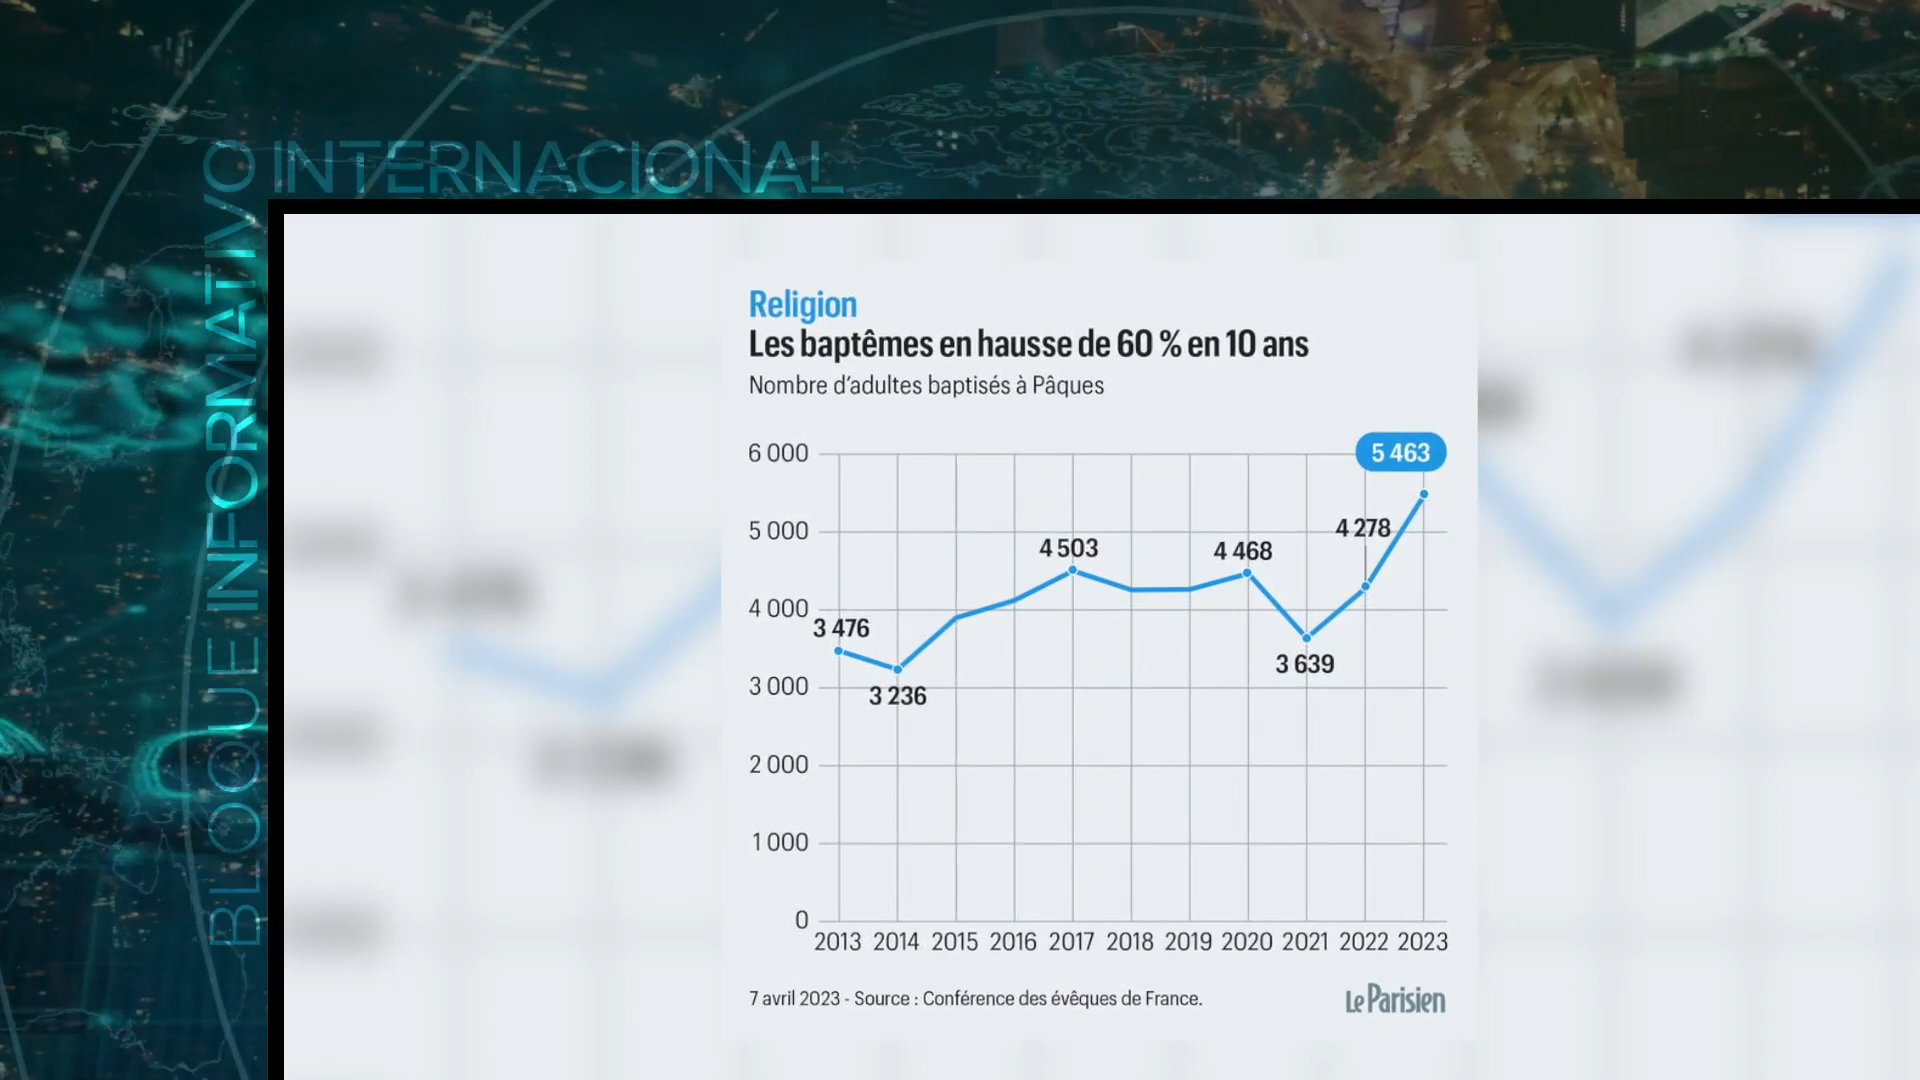 BLOQUE INFORMATIVO INTERNACIONAL
Religion
Les baptêmes en hausse de 60 % en 10 ans
Nombre d'adultes baptisés à Pâques
6 000
5 463
5 000
4 503
4 468
4 278
4 000
3 476
3 639
3 000
3 236
2 000
1 000
0
2013 2014 2015 2016 2017 2018 2019 2020 2021 2022 2023
7 avril 2023 - Source : Conférence des évêques de France.
Le Parisien